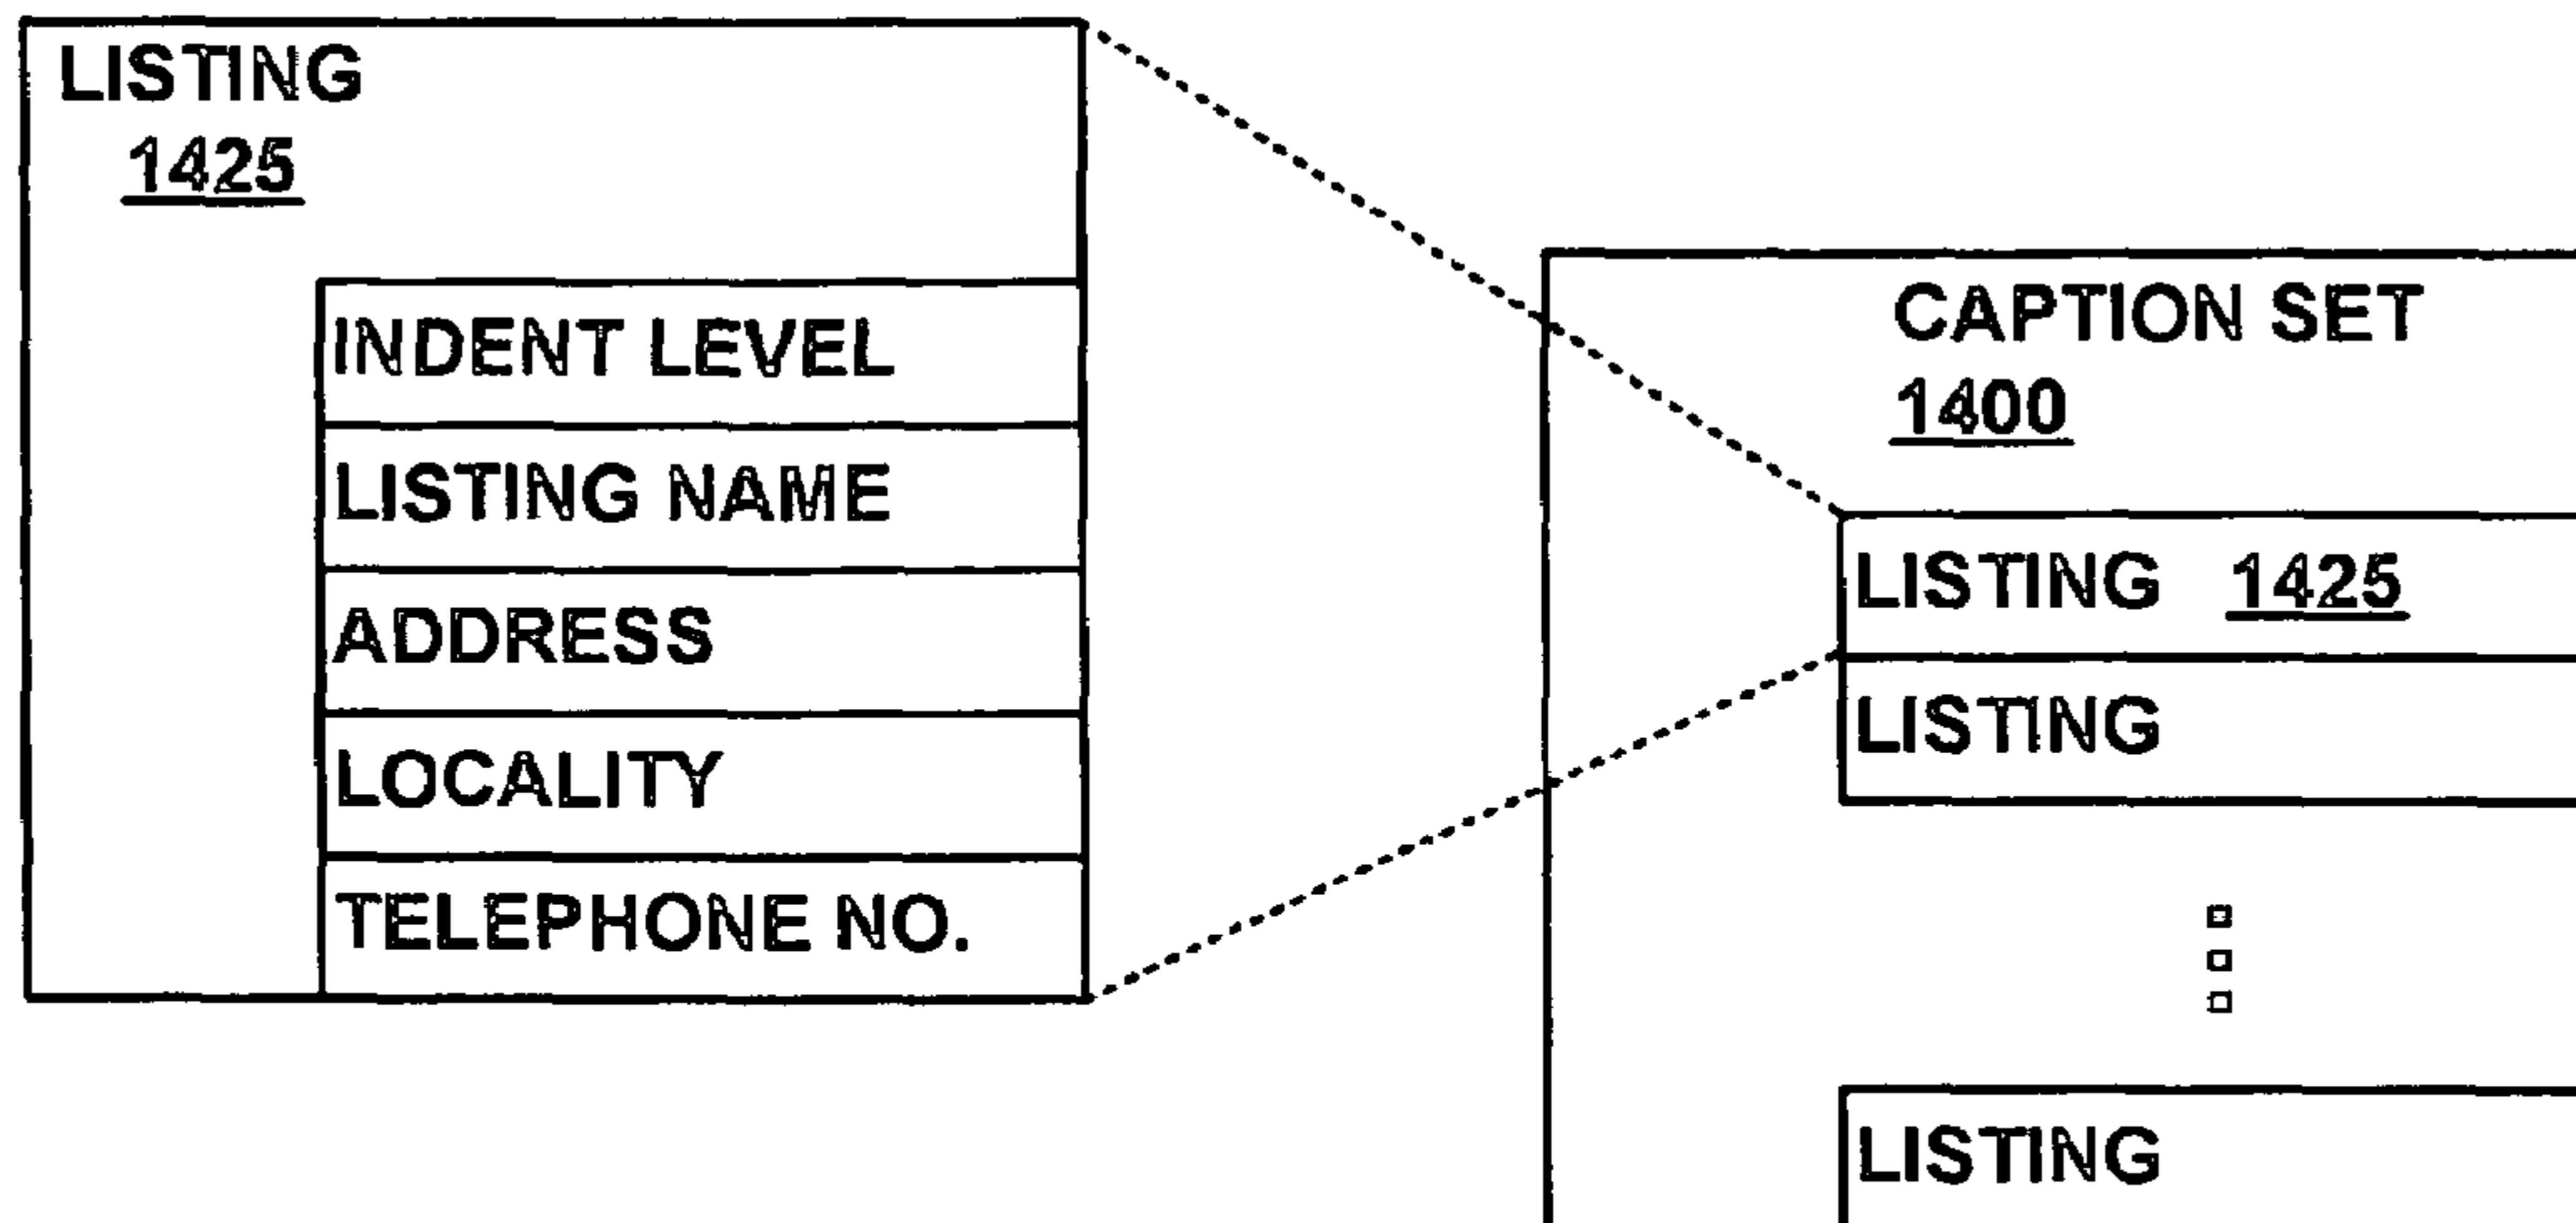 LISTING
1425
INDENT LEVEL
LISTING NAME
ADDRESS
LOCALITY
TELEPHONE NO.
CAPTION SET
1400
LISTING 1425
LISTING
LISTING